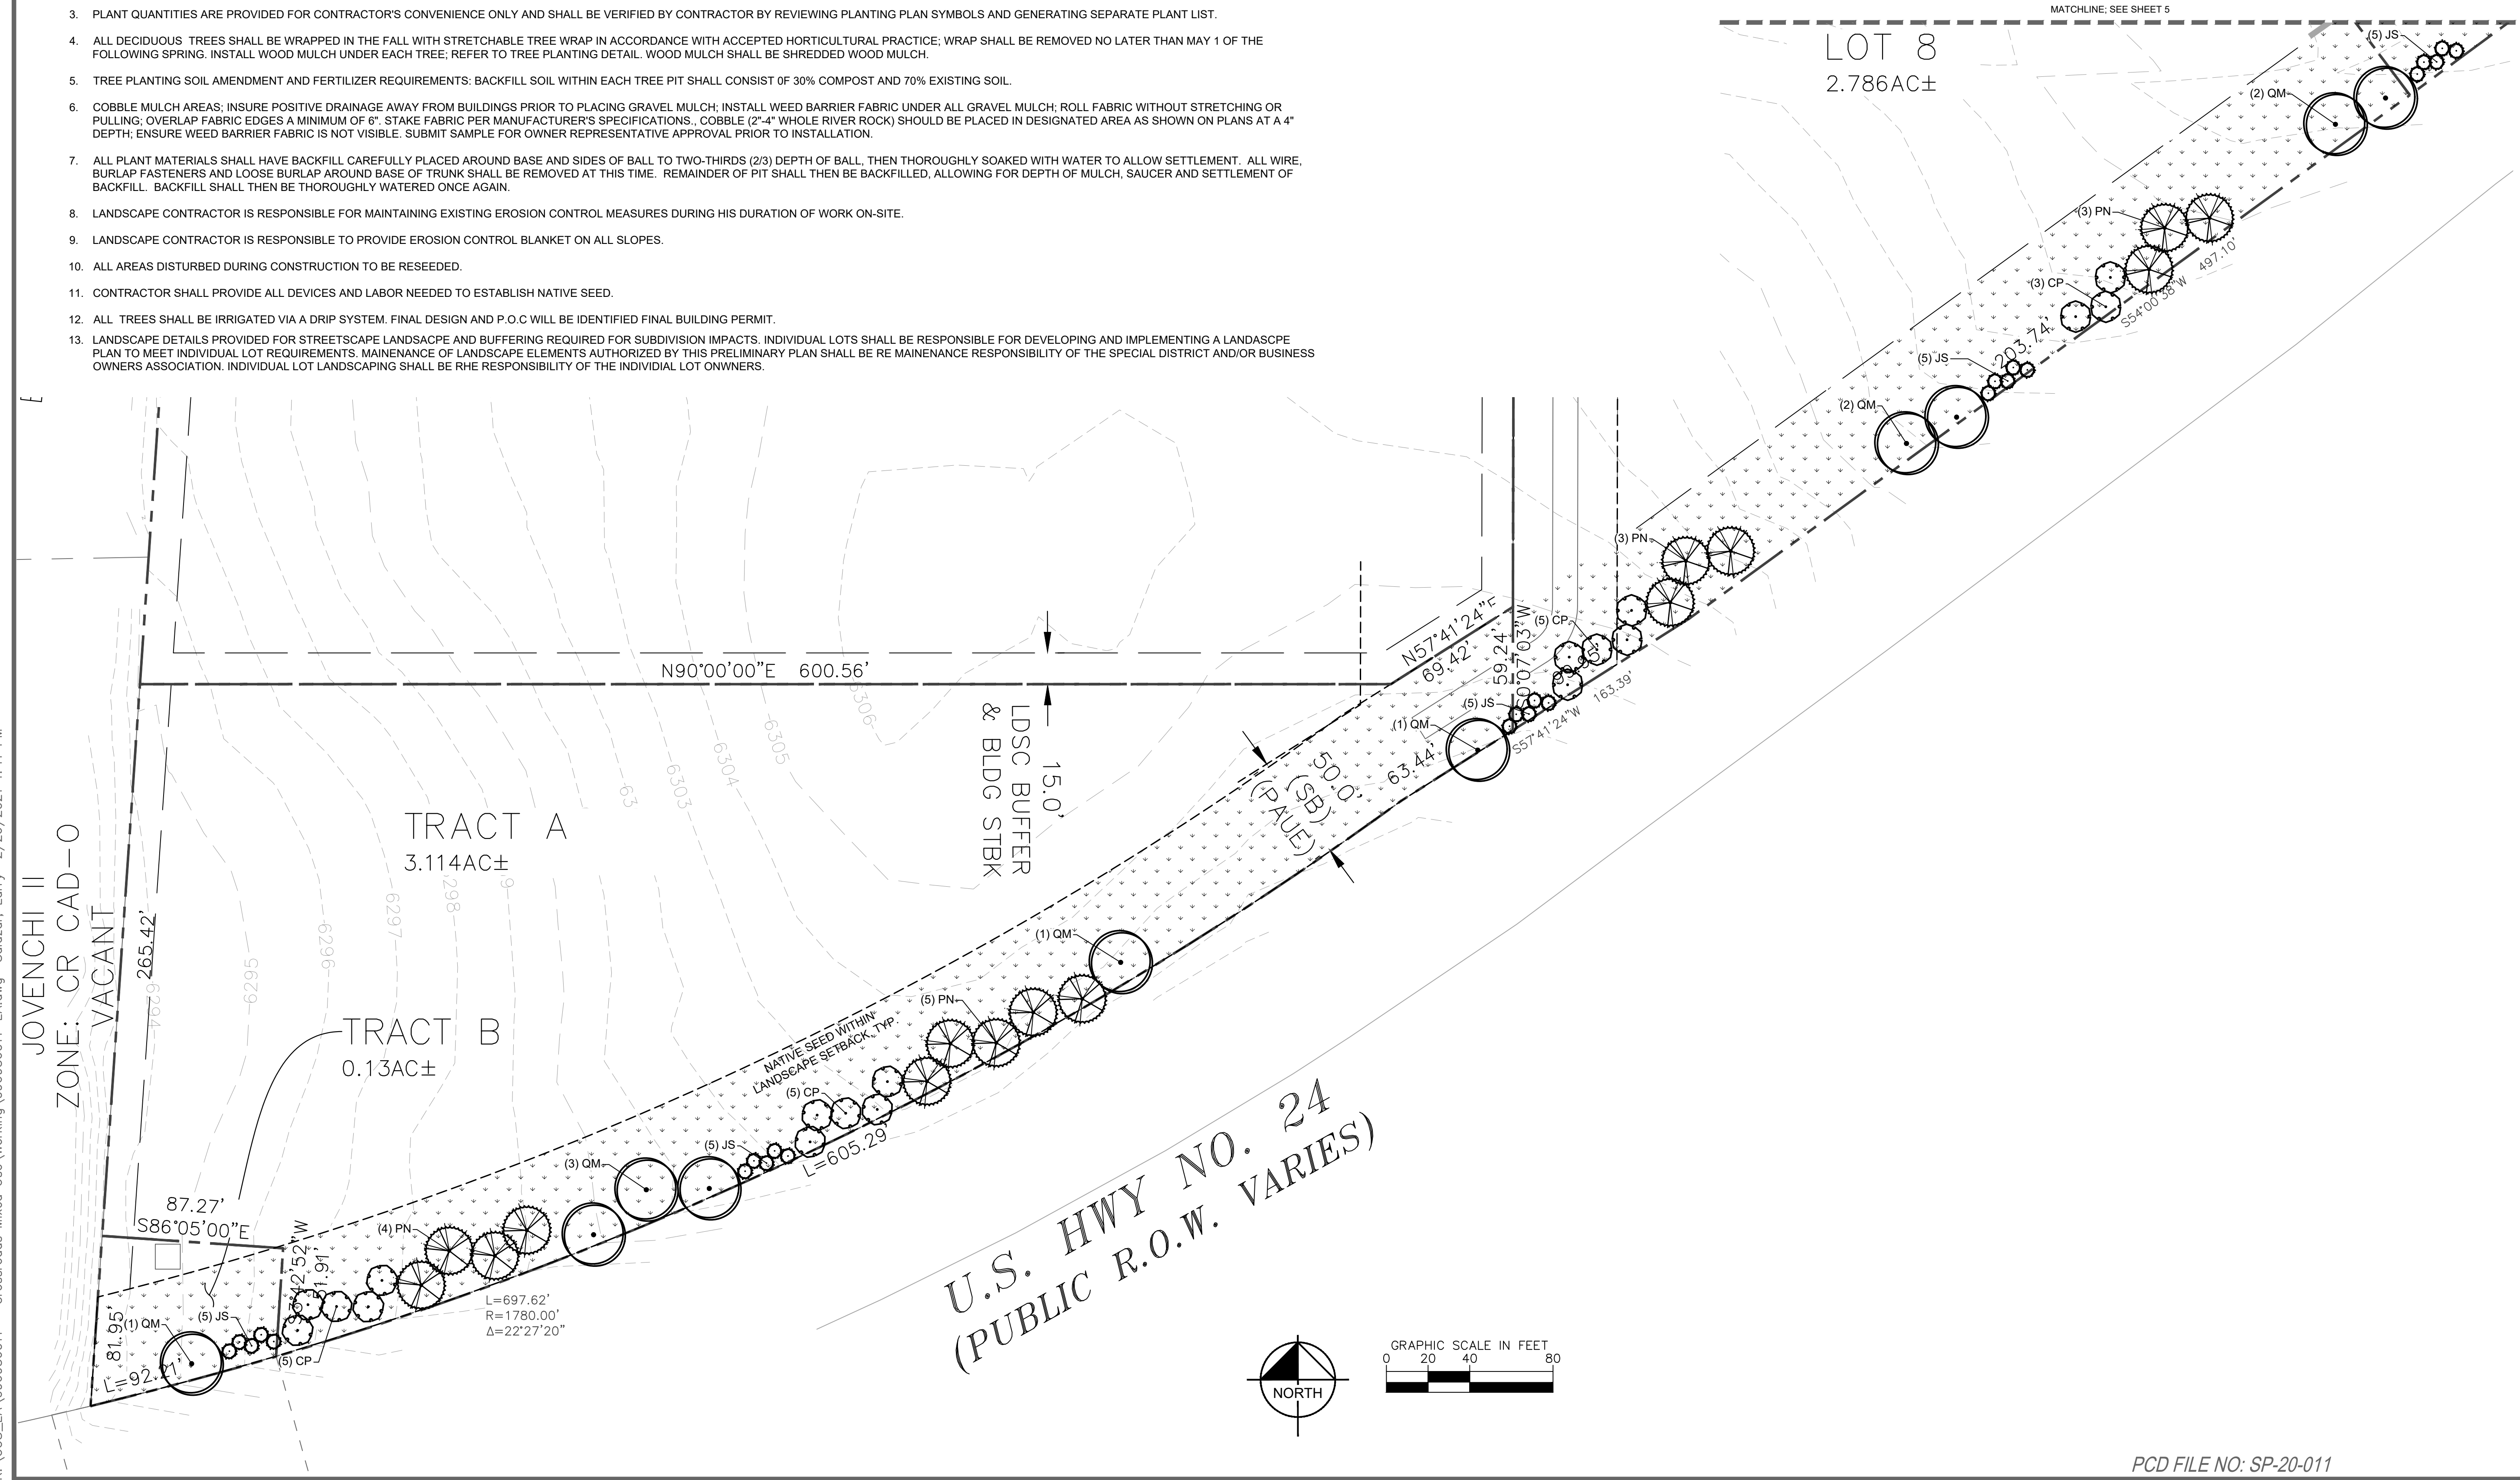 3. PLANT QUANTITIES ARE PROVIDED FOR CONTRACTOR'S CONVENIENCE ONLY AND SHALL BE VERIFIED BY CONTRACTOR BY REVIEWING PLANTING PLAN SYMBOLS AND GENERATING SEPARATE PLANT LIST.
4. ALL DECIDUOUS TREES SHALL BE WRAPPED IN THE FALL WITH STRETCHABLE TREE WRAP IN ACCORDANCE WITH ACCEPTED HORTICULTURAL PRACTICE; WRAP SHALL BE REMOVED NO LATER THAN MAY 1 OF THE
FOLLOWING SPRING. INSTALL WOOD MULCH UNDER EACH TREE; REFER TO TREE PLANTING DETAIL. WOOD MULCH SHALL BE SHREDDED WOOD MULCH.
5. TREE PLANTING SOIL AMENDMENT AND FERTILIZER REQUIREMENTS: BACKFILL SOIL WITHIN EACH TREE PIT SHALL CONSIST 0F 30% COMPOST AND 70% EXISTING SOIL.
6. COBBLE MULCH AREAS; INSURE POSITIVE DRAINAGE AWAY FROM BUILDINGS PRIOR TO PLACING GRAVEL MULCH; INSTALL WEED BARRIER FABRIC UNDER ALL GRAVEL MULCH; ROLL FABRIC WITHOUT STRETCHING OR
PULLING; OVERLAP FABRIC EDGES A MINIMUM OF 6". STAKE FABRIC PER MANUFACTURER'S SPECIFICATIONS., COBBLE (2"-4" WHOLE RIVER ROCK) SHOULD BE PLACED IN DESIGNATED AREA AS SHOWN ON PLANS AT A 4"
DEPTH; ENSURE WEED BARRIER FABRIC IS NOT VISIBLE. SUBMIT SAMPLE FOR OWNER REPRESENTATIVE APPROVAL PRIOR TO INSTALLATION.
7. ALL PLANT MATERIALS SHALL HAVE BACKFILL CAREFULLY PLACED AROUND BASE AND SIDES OF BALL TO TWO-THIRDS (2/3) DEPTH OF BALL, THEN THOROUGHLY SOAKED WITH WATER TO ALLOW SETTLEMENT. ALL WIRE,
BURLAP FASTENERS AND LOOSE BURLAP AROUND BASE OF TRUNK SHALL BE REMOVED AT THIS TIME. REMAINDER OF PIT SHALL THEN BE BACKFILLED, ALLOWING FOR DEPTH OF MULCH, SAUCER AND SETTLEMENT OF
BACKFILL. BACKFILL SHALL THEN BE THOROUGHLY WATERED ONCE AGAIN.
8. LANDSCAPE CONTRACTOR IS RESPONSIBLE FOR MAINTAINING EXISTING EROSION CONTROL MEASURES DURING HIS DURATION OF WORK ON-SITE.
9. LANDSCAPE CONTRACTOR IS RESPONSIBLE TO PROVIDE EROSION CONTROL BLANKET ON ALL SLOPES.
10. ALL AREAS DISTURBED DURING CONSTRUCTION TO BE RESEEDED.
11. CONTRACTOR SHALL PROVIDE ALL DEVICES AND LABOR NEEDED TO ESTABLISH NATIVE SEED.
12. ALL TREES SHALL BE IRRIGATED VIA A DRIP SYSTEM. FINAL DESIGN AND P.O.C WILL BE IDENTIFIED FINAL BUILDING PERMIT.
13. LANDSCAPE DETAILS PROVIDED FOR STREETSCAPE LANDSACPE AND BUFFERING REQUIRED FOR SUBDIVISION IMPACTS. INDIVIDUAL LOTS SHALL BE RESPONSIBLE FOR DEVELOPING AND IMPLEMENTING A LANDASCPE
PLAN TO MEET INDIVIDUAL LOT REQUIREMENTS. MAINENANCE OF LANDSCAPE ELEMENTS AUTHORIZED BY THIS PRELIMINARY PLAN SHALL BE RE MAINENANCE RESPONSIBILITY OF THE SPECIAL DISTRICT AND/OR BUSINESS
OWNERS ASSOCIATION. INDIVIDUAL LOT LANDSCAPING SHALL BE RHE RESPONSIBILITY OF THE INDIVIDIAL LOT ONWNERS.
MATCHLINE; SEE SHEET 5
LOT 8
2.786AC±
(5) JS
(2) QM
(3) PN
497.10'
S54°00'38"W
(3) CP
203.74'
(5) JS
(2) QM
(3) PN
(5) CP
99.95'
163.39'
S57°41'24"W
N57°41'24"E
69.42'
59.24'
S0°07'03"W
(5) JS
(1) QM
63.44'
50.0'
(SB)
(PAUE)
N90°00'00"E 600.56'
15.0'
LDSC BUFFER
& BLDG STBK
6306
6305
6304
6303
63
298
6297
6296
6295
6294
TRACT A
3.114AC±
JOVENCHI II
ZONE: CR CAD-O
VACANT
265.42'
TRACT B
0.13AC±
(1) QM
(5) PN
NATIVE SEED WITHIN
LANDSCAPE SETBACK, TYP.
(5) CP
L=605.29'
(5) JS
(3) QM
(4) PN
L=697.62'
R=1780.00'
Δ=22°27'20"
87.27'
S86°05'00"E
(5) JS
(1) QM
81.95'
L=92.21'
(5) CP
U.S. HWY NO. 24
(PUBLIC R.O.W. VARIES)
NORTH
GRAPHIC SCALE IN FEET
0 20 40 80
PCD FILE NO: SP-20-011